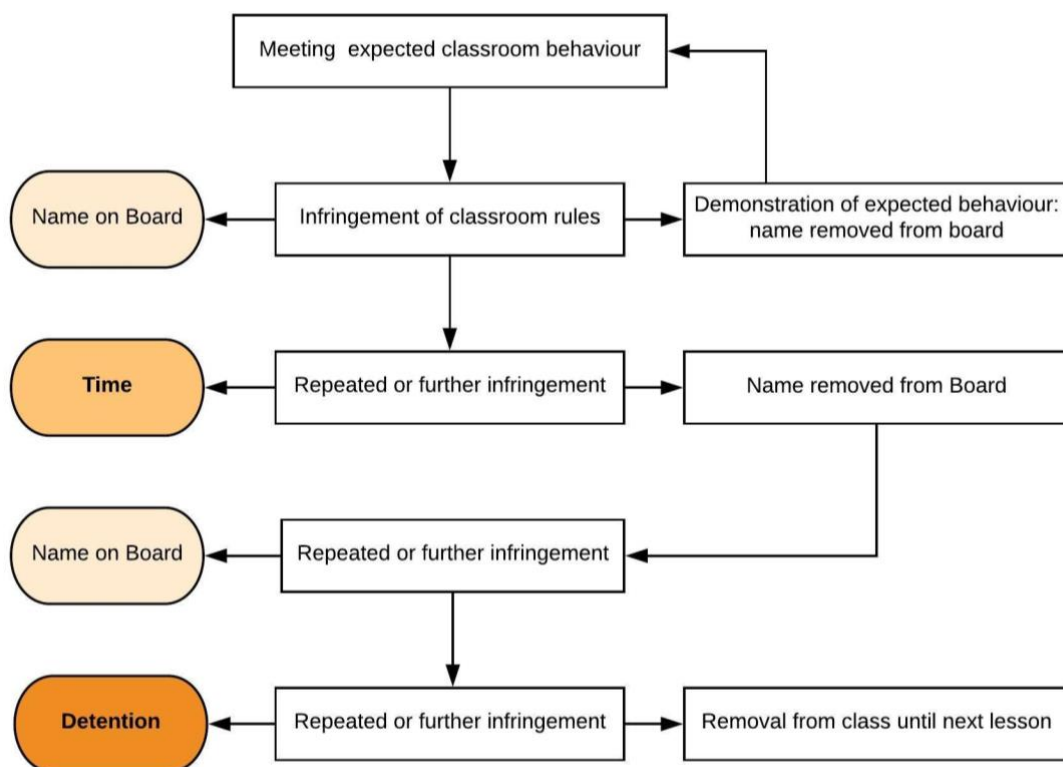 Meeting expected classroom behaviour
Name on Board
Infringement of classroom rules
Demonstration of expected behaviour:
name removed from board
Time
Repeated or further infringement
Name removed from Board
Name on Board
Repeated or further infringement
Detention
Repeated or further infringement
Removal from class until next lesson